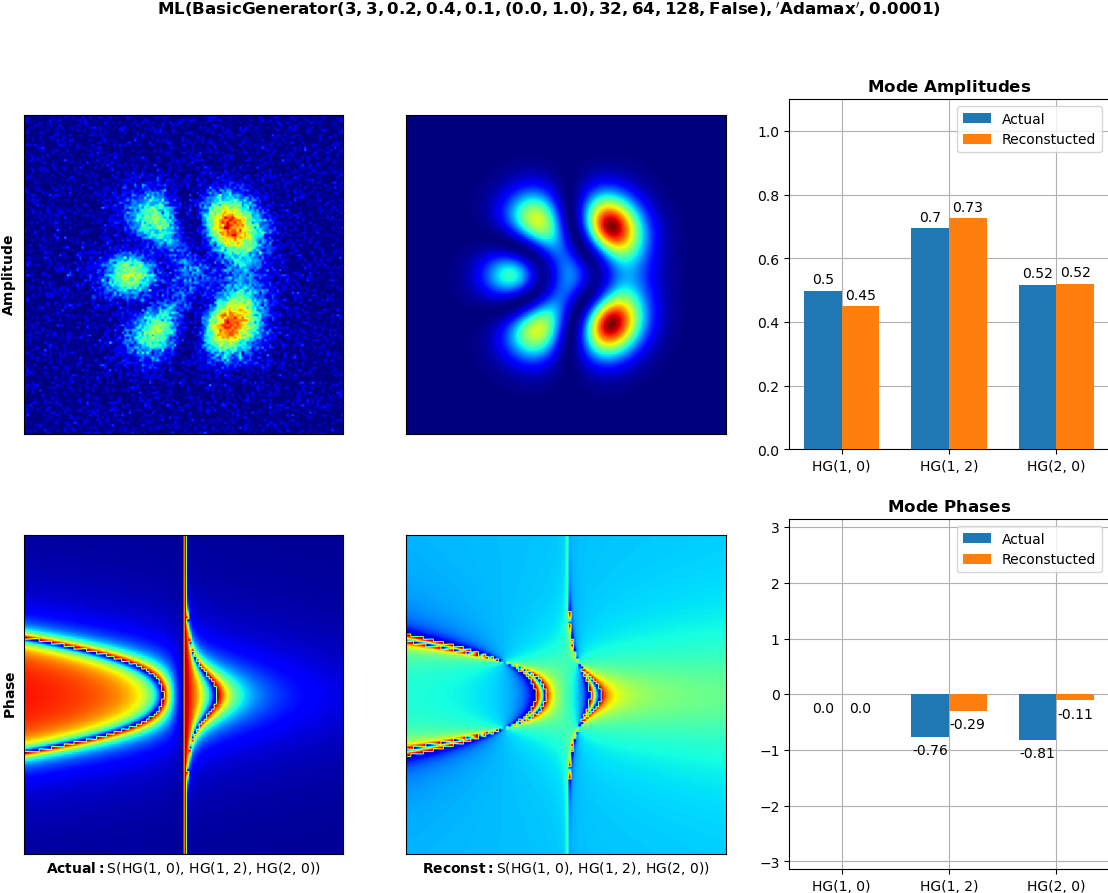 ML(BasicGenerator(3, 3, 0.2, 0.4, 0.1, (0.0, 1.0), 32, 64, 128, False), ′Adamax′, 0.0001)
Amplitude
Mode Amplitudes
Actual
Reconstucted
1.0
0.8
0.6
0.4
0.2
0.0
0.5
0.45
0.7
0.73
0.52
0.52
HG(1, 0)
HG(1, 2)
HG(2, 0)
Phase
Actual: S(HG(1, 0), HG(1, 2), HG(2, 0))
Reconst: S(HG(1, 0), HG(1, 2), HG(2, 0))
Mode Phases
Actual
Reconstucted
3
2
1
0
−1
−2
−3
0.0
0.0
-0.76
-0.29
-0.81
-0.11
HG(1, 0)
HG(1, 2)
HG(2, 0)